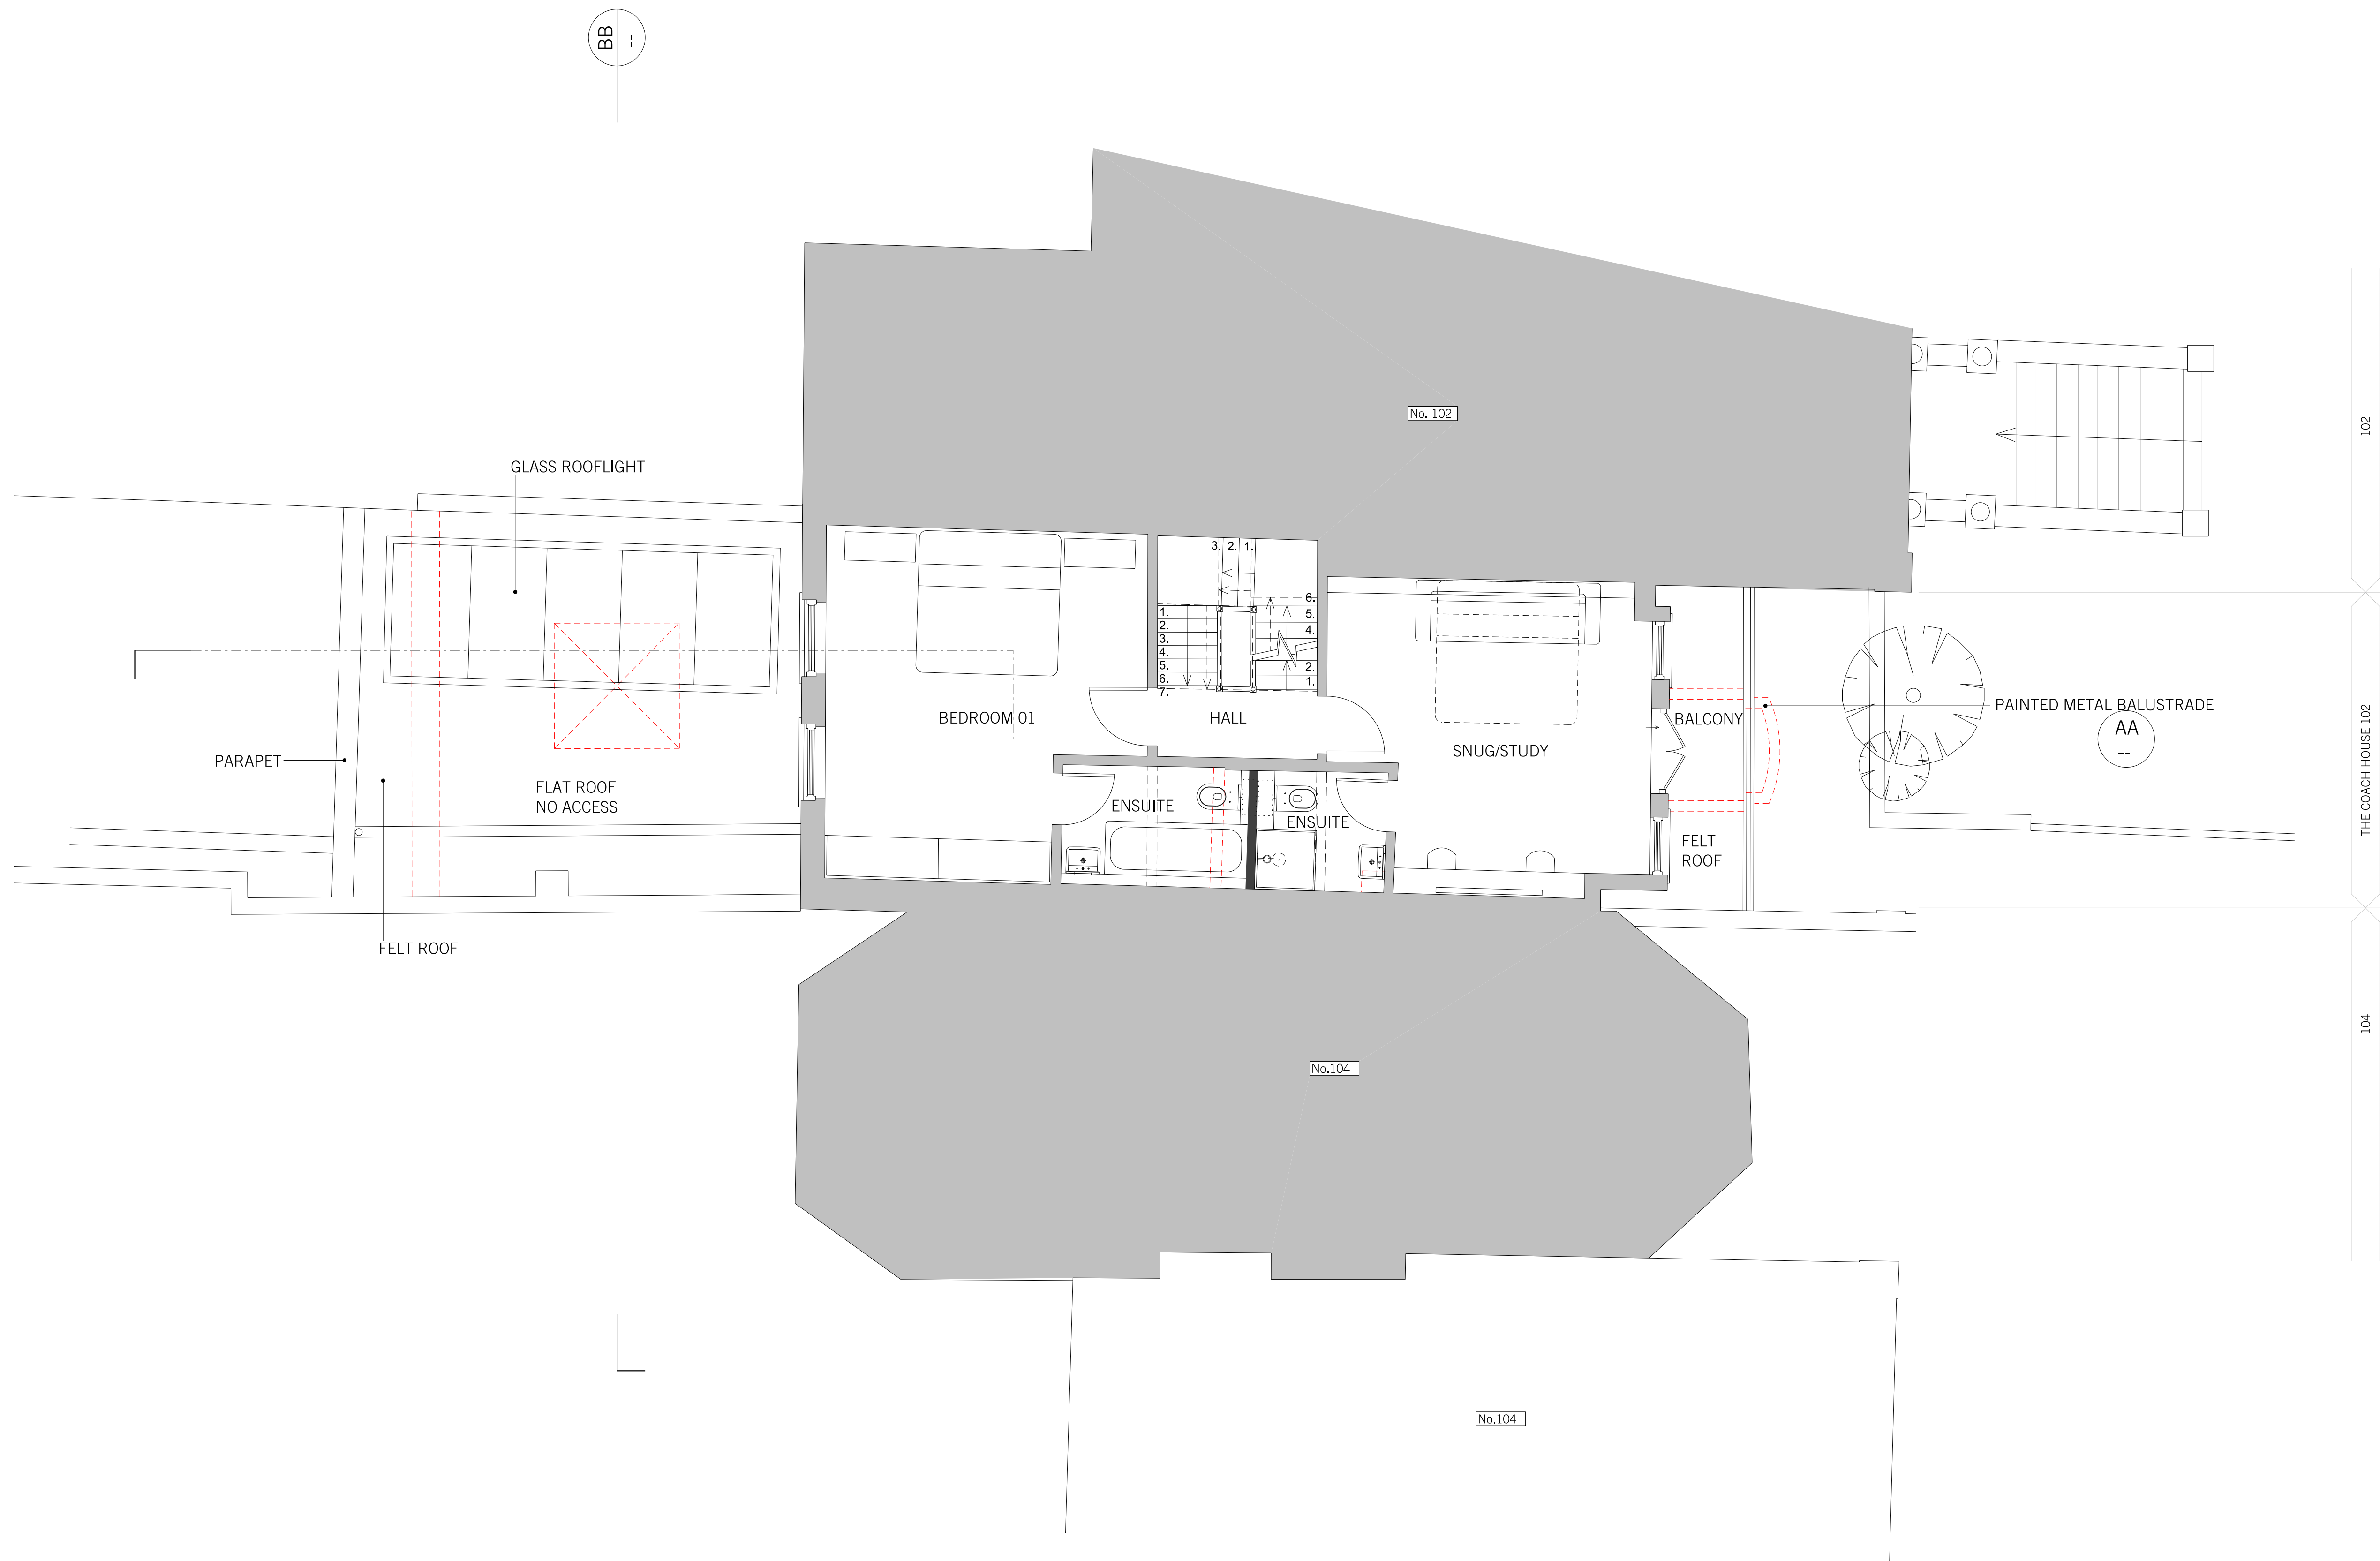 BB
--
No. 102
102
GLASS ROOFLIGHT
3. 2. 1.
6.
5.
4.
2.
1.
1.
2.
3.
4.
5.
6.
7.
BEDROOM 01
HALL
SNUG/STUDY
BALCONY
PAINTED METAL BALUSTRADE
AA
--
THE COACH HOUSE 102
PARAPET
FLAT ROOF
NO ACCESS
ENSUITE
ENSUITE
FELT
ROOF
FELT ROOF
104
No.104
No.104